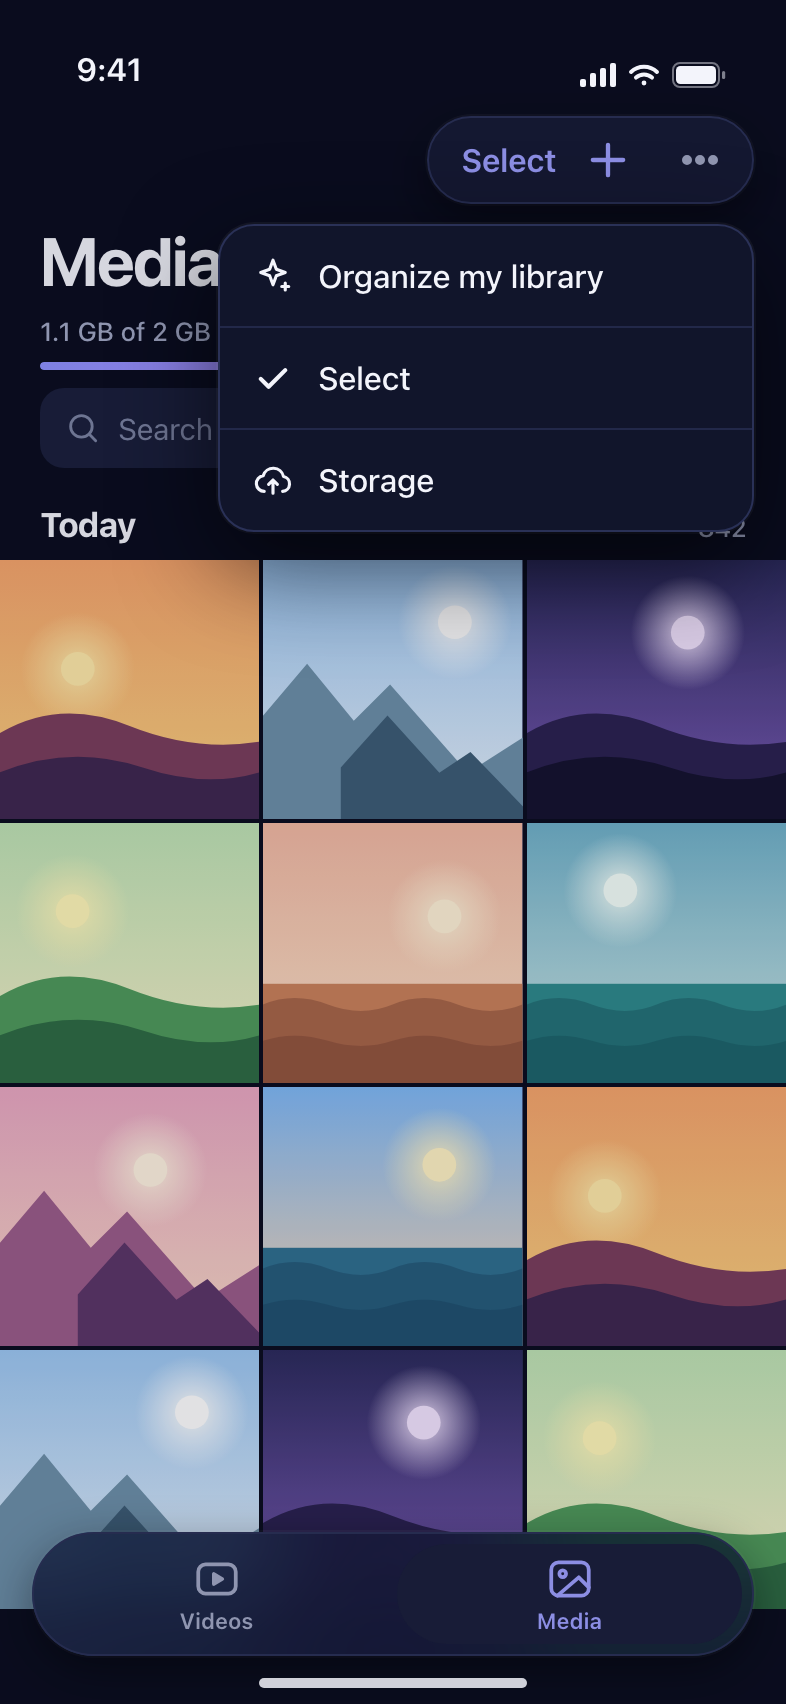 9:41
Select
Media
Organize my library
1.1 GB of 2 GB
Select
Search
Storage
Today
Videos
Media